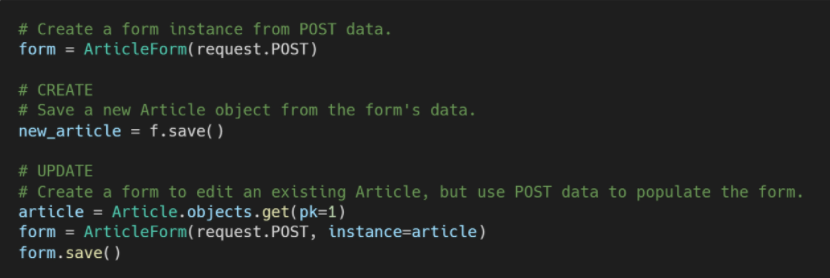 # Create a form instance from POST data.
form = ArticleForm(request.POST)
# CREATE
# Save a new Article object from the form's data.
new_article = f.save()
# UPDATE
# Create a form to edit an existing Article, but use POST data to populate the form.
article = Article.objects.get(pk=1)
form = ArticleForm(request.POST, instance=article)
form.save()